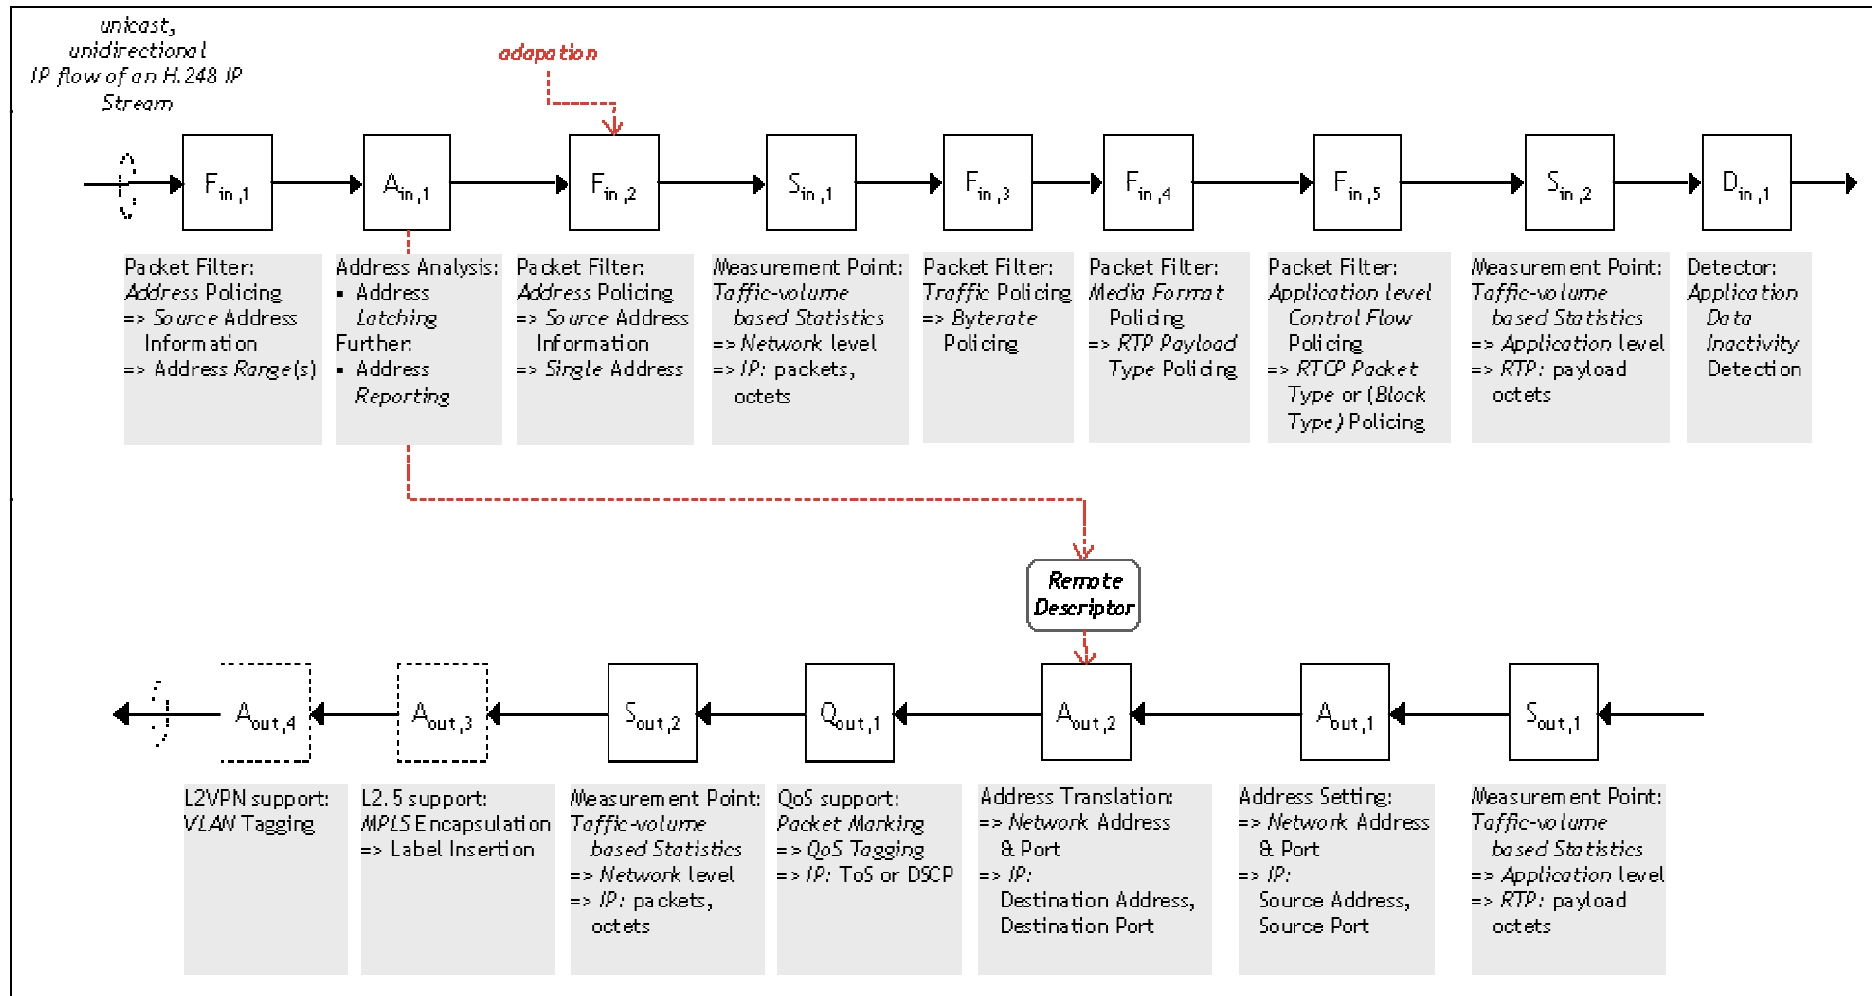 unicast,
unidirectional
IP flow of an H.248 IP
Stream
adapation
F in,1
A in,1
F in,2
S in,1
F in,3
F in,4
F in,5
S in,2
D in,1
Packet Filter:
Address Policing
=> Source Address
Information
=> Address Range(s)
Address Analysis:
▪ Address
Latching
Further:
▪ Address
Reporting
Packet Filter:
Address Policing
=> Source Address
Information
=> Single Address
Measurement Point:
Taffic-volume
based Statistics
=> Network level
=> IP: packets,
octets
Packet Filter:
Traffic Policing
=> Byterate
Policing
Packet Filter:
Media Format
Policing
=> RTP Payload
Type Policing
Packet Filter:
Application level
Control Flow
Policing
=> RTCP Packet
Type or (Block
Type) Policing
Measurement Point:
Taffic-volume
based Statistics
=> Application level
=> RTP: payload
octets
Detector:
Application
Data
Inactivity
Detection
Remote
Descriptor
A out,4
A out,3
S out,2
Q out,1
A out,2
A out,1
S out,1
L2VPN support:
VLAN Tagging
L2.5 support:
MPLS Encapsulation
=> Label Insertion
Measurement Point:
Taffic-volume
based Statistics
=> Network level
=> IP: packets,
octets
QoS support:
Packet Marking
=> QoS Tagging
=> IP: ToS or DSCP
Address Translation:
=> Network Address
& Port
=> IP:
Destination Address,
Destination Port
Address Setting:
=> Network Address
& Port
=> IP:
Source Address,
Source Port
Measurement Point:
Taffic-volume
based Statistics
=> Application level
=> RTP: payload
octets